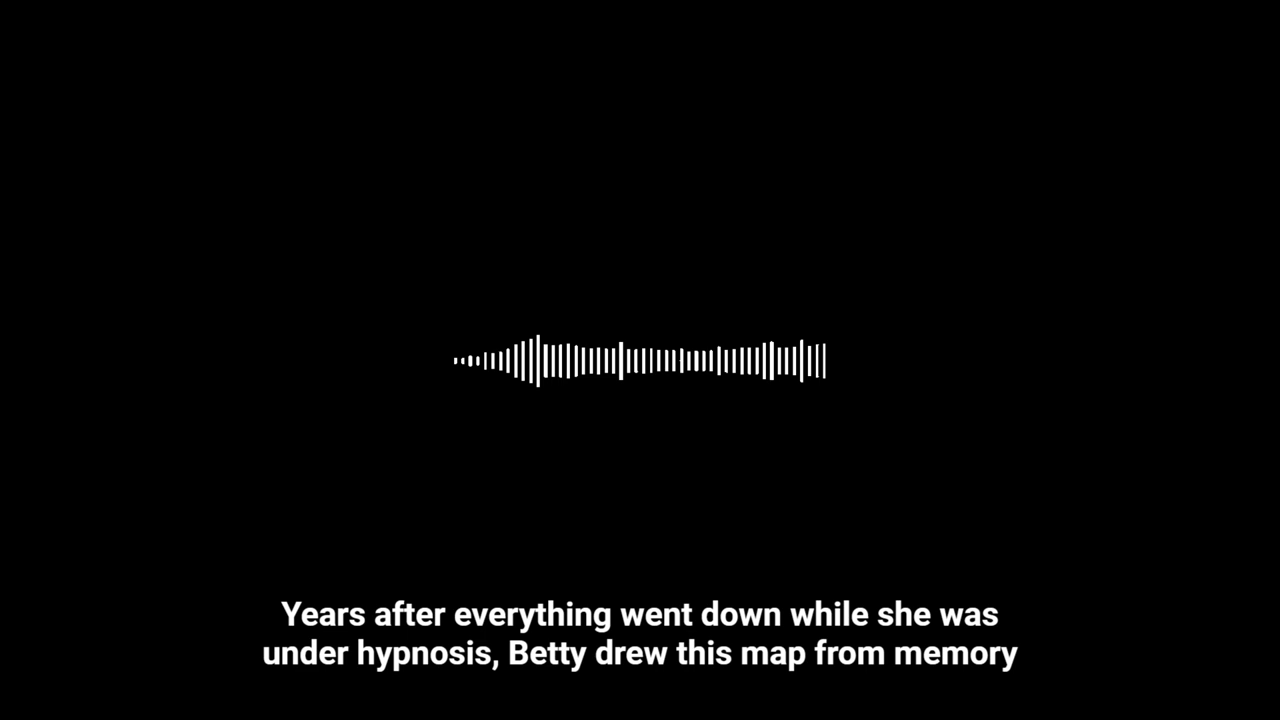 Years after everything went down while she was
under hypnosis, Betty drew this map from memory